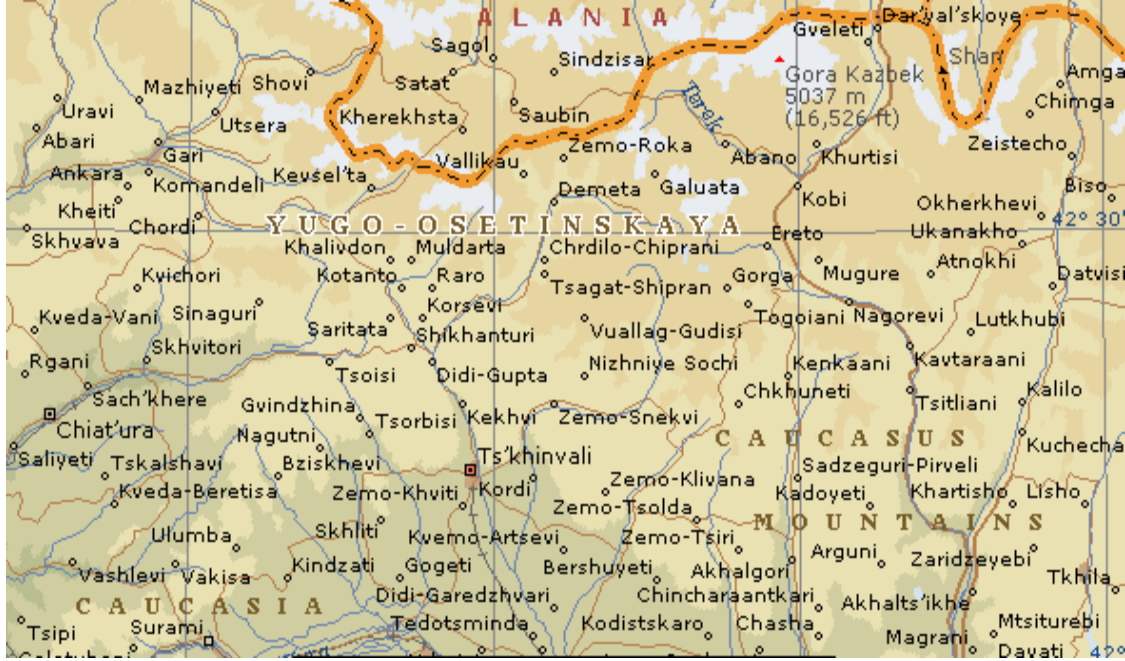 ALANIA
Dar'yal'skoye
Gveleti
Sagol
Shan
Sindzisar
Mazhiyeti
Shovi
Satat
Gora Kazbek
5037 m
(16,526 ft)
Amga
Uravi
Terek
Chimga
Utsera
Kherekhsta
Saubin
Abari
Gari
Vallikau
Zemo-Roka
Abano
Khurtisi
Zeistecho
Ankara
Komandeli
Kevsel'ta
Demeta
Galuata
Biso
Kheiti
Chordi
Kobi
Okherkhevi
42° 30'
YUGO-OSETINSKAYA
Skhvava
Khalivdon
Muldarta
Chrdilo-Chiprani
Ereto
Ukanakho
Kvichori
Kotanto
Raro
Tsagat-Shipran
Gorga
Mugure
Atnokhi
Datvisi
Kveda-Vani
Sinaguri
Korsevi
Saritata
Shikhanturi
Vuallag-Gudisi
Togoiani
Nagorevi
Lutkhubi
Skhvitori
Rgani
Tsoisi
Didi-Gupta
Nizhniye Sochi
Kenkaani
Kavtaraani
Sach'khere
Gvindzhina
Chkhuneti
Tsitliani
Kalilo
Chiat'ura
Tsorbisi
Kekhvi
Zemo-Snekvi
Nagutni
CAUCASUS
Kuchecha
Saliyeti
Tskalshavi
Bziskhevi
Ts'khinvali
Sadzeguri-Pirveli
Kveda-Beretisa
Zemo-Khviti
Kordi
Zemo-Klivana
Kadoyeti
Khartisho
Lisho
Zemo-Tsolda
MOUNTAINS
Ulumba
Skhliti
Kvemo-Artsevi
Zemo-Tsiri
Arguni
Zaridzeyebi
Vashlevi
Vakisa
Kindzati
Gogeti
Bershuyeti
Akhalgori
Tkhila
CAUCASIA
Didi-Garedzhvari
Chincharaantkari
Akhalts'ikhe
Tsipi
Surami
Tedotsminda
Kodistskaro
Chasha
Magrani
Mtsiturebi
Davati
42°